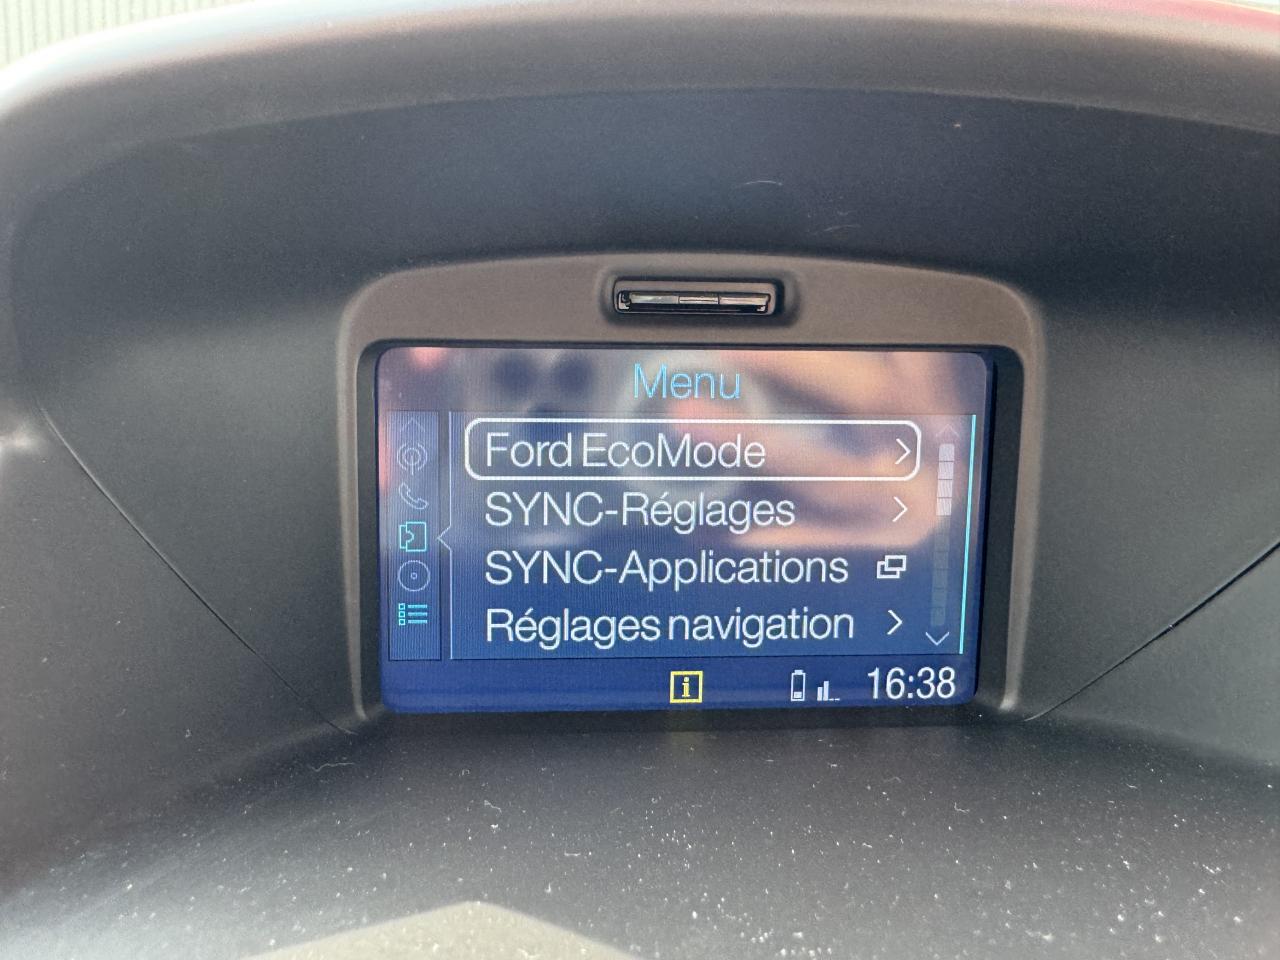 Menu
Ford EcoMode
SYNC-Réglages
SYNC-Applications
Réglages navigation
i 16:38